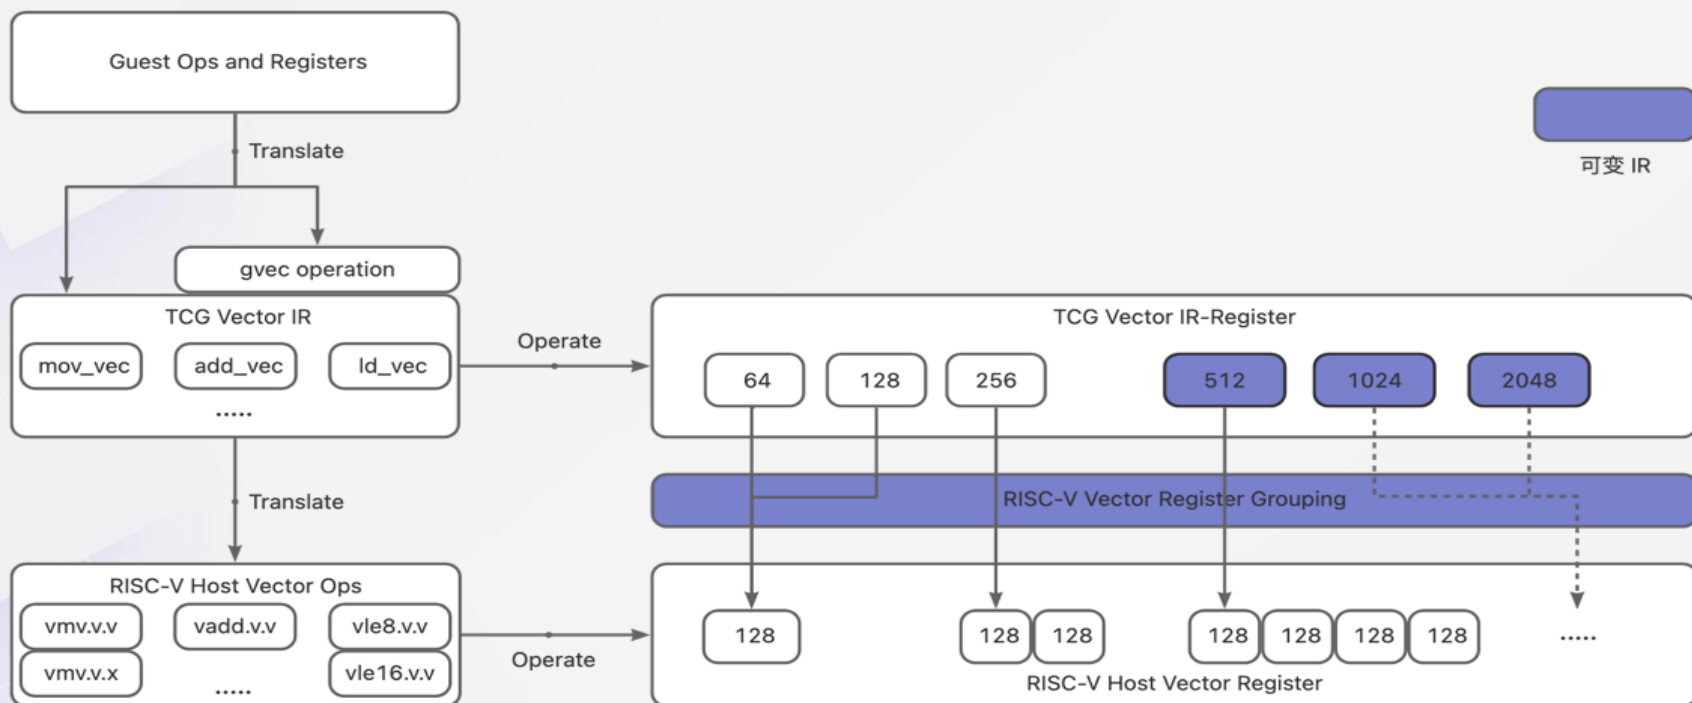 Guest Ops and Registers
Translate
可变 IR
gvec operation
TCG Vector IR
mov_vec
add_vec
ld_vec
.....
Operate
TCG Vector IR-Register
64
128
256
512
1024
2048
Translate
RISC-V Vector Register Grouping
RISC-V Host Vector Ops
vmv.v.v
vadd.v.v
vle8.v.v
vmv.v.x
.....
vle16.v.v
Operate
128
128
128
128
128
128
128
.....
RISC-V Host Vector Register